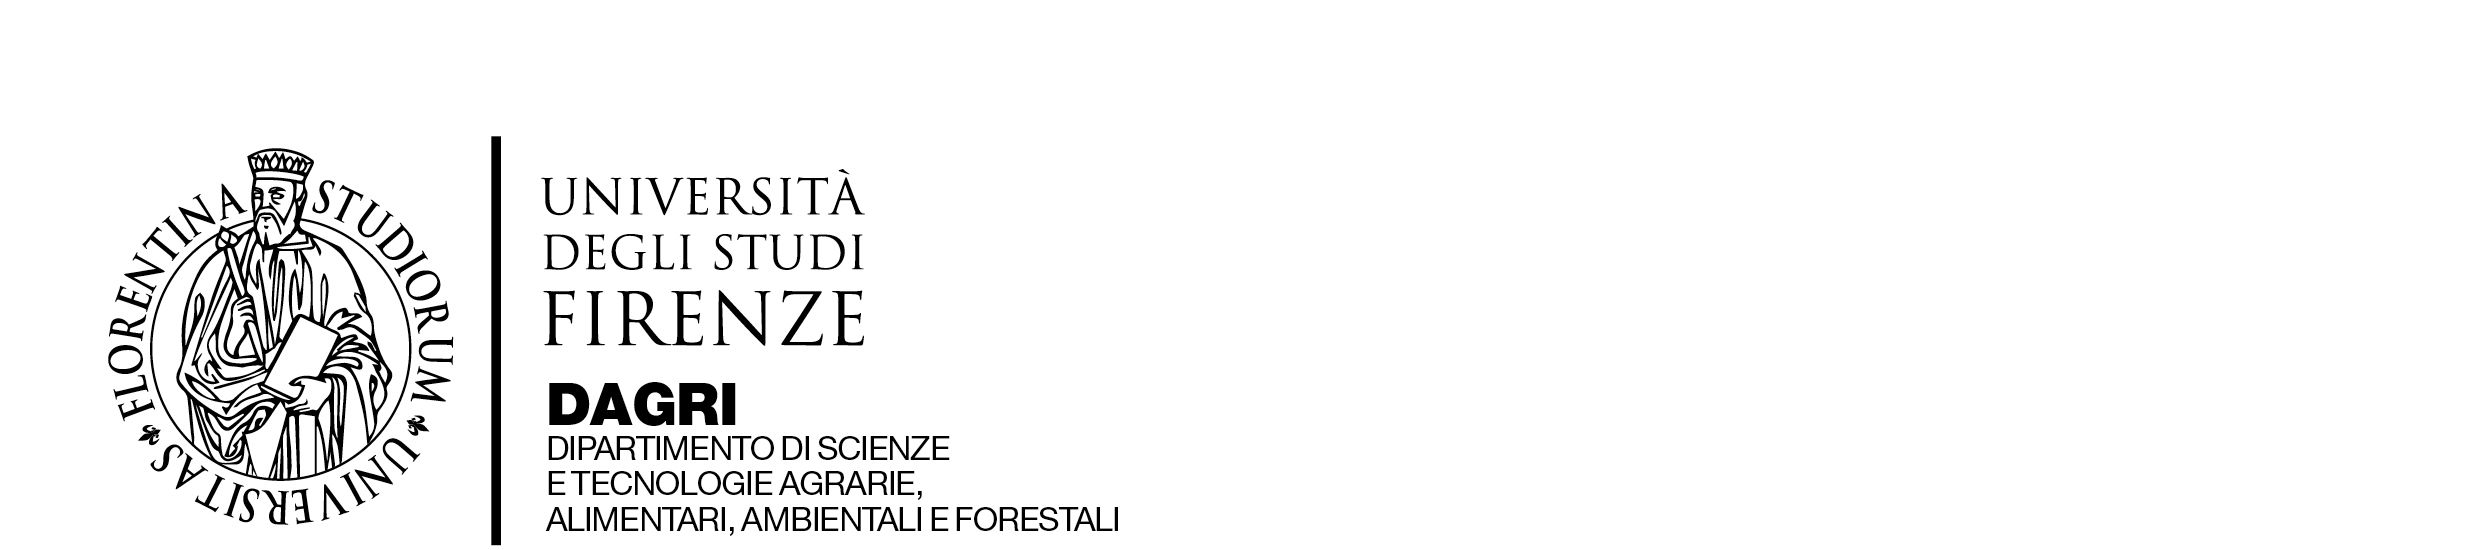 FLORENTINA STUDIORUM UNIVERSITAS
UNIVERSITÀ
DEGLI STUDI
FIRENZE
DAGRI
DIPARTIMENTO DI SCIENZE
E TECNOLOGIE AGRARIE,
ALIMENTARI, AMBIENTALI E FORESTALI